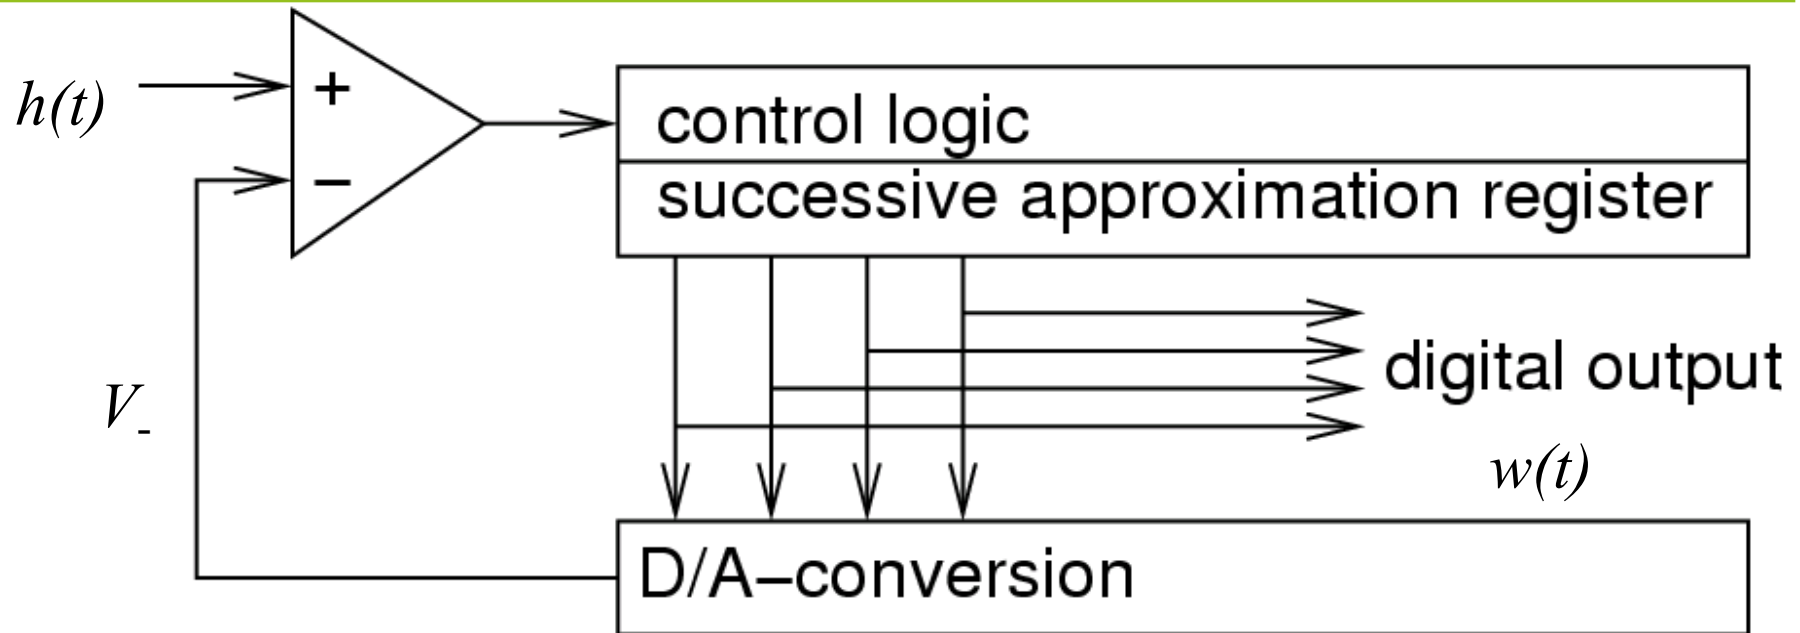 h(t)
+
−
control logic
successive approximation register
digital output
V-
w(t)
D/A−conversion